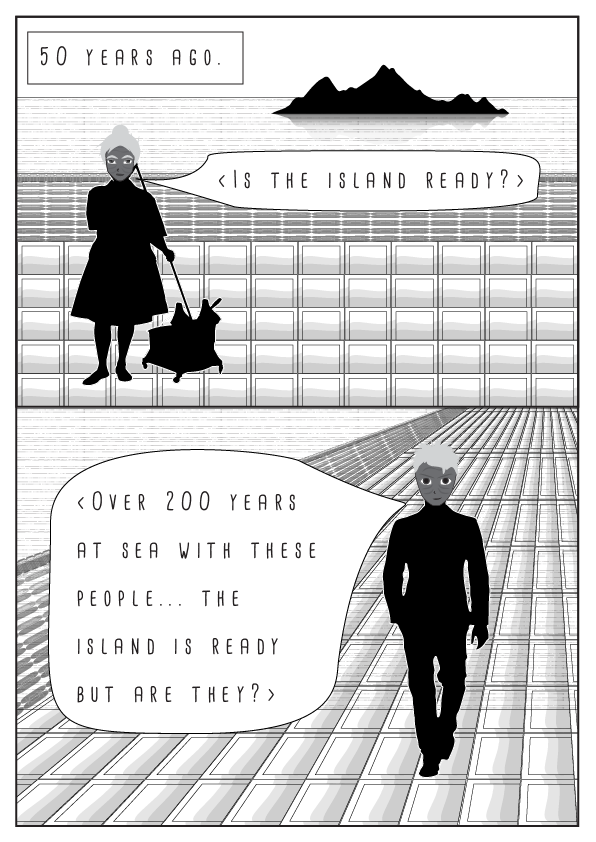 50 YEARS AGO.
<IS THE ISLAND READY?>
<OVER 200 YEARS
AT SEA WITH THESE
PEOPLE... THE
ISLAND IS READY
BUT ARE THEY?>